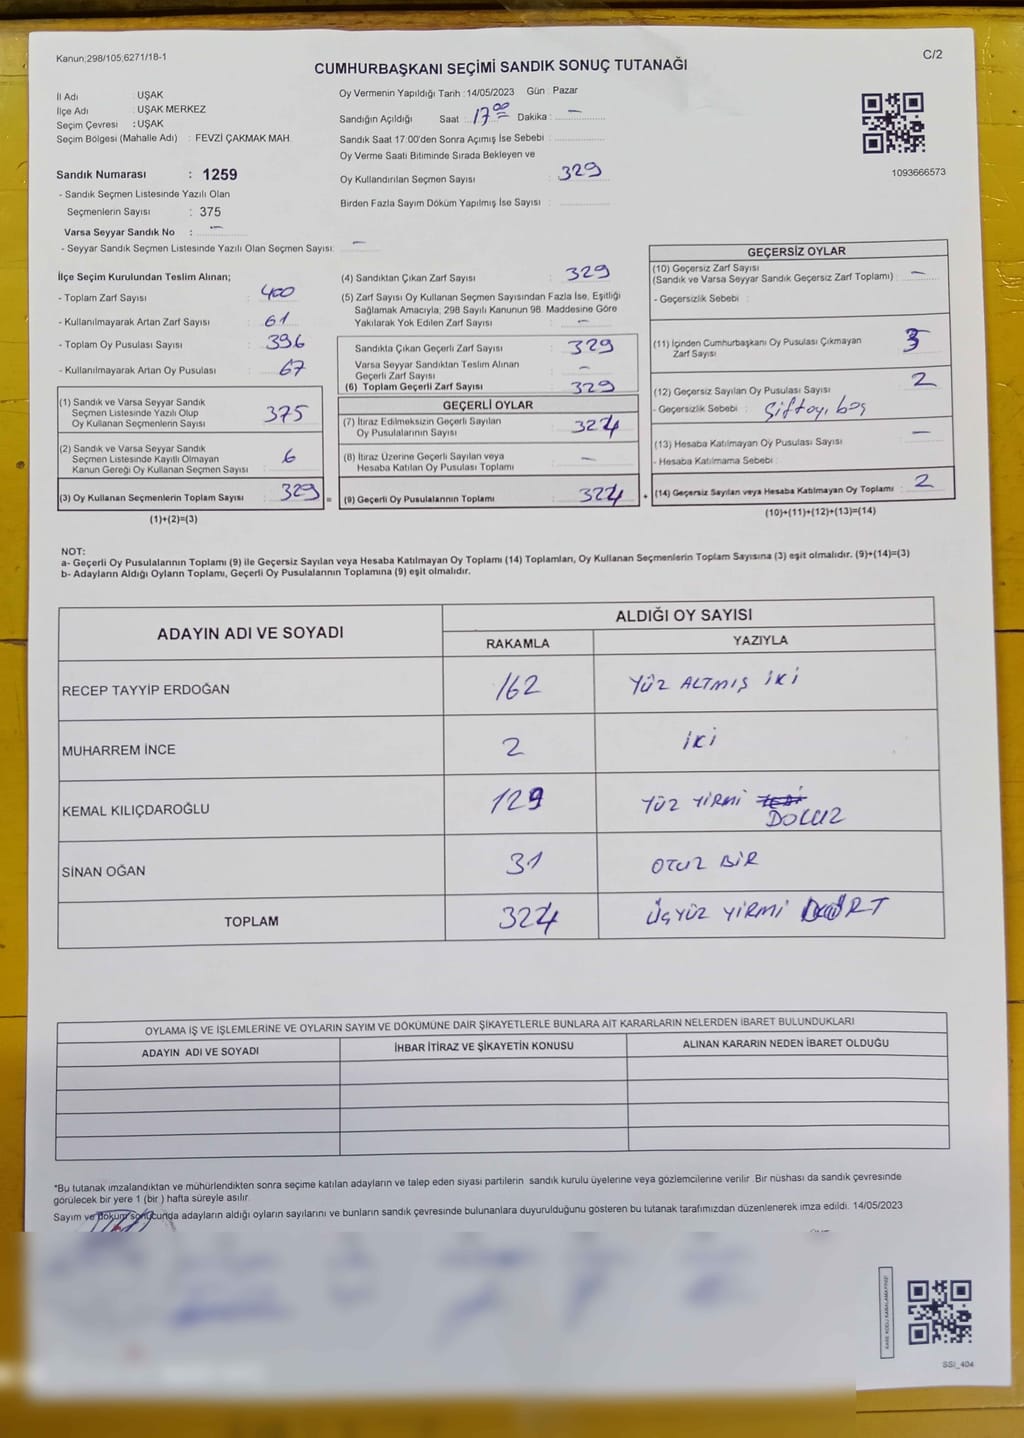 Kanun;298/105;6271/18-1
C/2
CUMHURBAŞKANI SEÇİMİ SANDIK SONUÇ TUTANAĞI
İl Adı : UŞAK
İlçe Adı : UŞAK MERKEZ
Seçim Çevresi : UŞAK
Seçim Bölgesi (Mahalle Adı) : FEVZİ ÇAKMAK MAH.
Oy Vermenin Yapıldığı Tarih :14/05/2023 Gün : Pazar
Sandığın Açıldığı Saat : 17.00 Dakika : —
Sandık Saat 17:00'den Sonra Açımış İse Sebebi :
Oy Verme Saati Bitiminde Sırada Bekleyen ve
Oy Kullandırılan Seçmen Sayısı : 329
Birden Fazla Sayım Döküm Yapılmış İse Sayısı :
1093666573
Sandık Numarası : 1259
- Sandık Seçmen Listesinde Yazılı Olan
Seçmenlerin Sayısı : 375
Varsa Seyyar Sandık No : —
- Seyyar Sandık Seçmen Listesinde Yazılı Olan Seçmen Sayısı: —
İlçe Seçim Kurulundan Teslim Alınan;
- Toplam Zarf Sayısı : 400
- Kullanılmayarak Artan Zarf Sayısı : 61
- Toplam Oy Pusulası Sayısı : 396
- Kullanılmayarak Artan Oy Pusulası : 67
(1) Sandık ve Varsa Seyyar Sandık
Seçmen Listesinde Yazılı Olup
Oy Kullanan Seçmenlerin Sayısı : 375
(2) Sandık ve Varsa Seyyar Sandık
Seçmen Listesinde Kayıtlı Olmayan
Kanun Gereği Oy Kullanan Seçmen Sayısı : 6
(3) Oy Kullanan Seçmenlerin Toplam Sayısı : 329 =
(1)+(2)=(3)
(4) Sandıktan Çıkan Zarf Sayısı : 329
(5) Zarf Sayısı Oy Kullanan Seçmen Sayısından Fazla İse, Eşitliği
Sağlamak Amacıyla, 298 Sayılı Kanunun 98. Maddesine Göre
Yakılarak Yok Edilen Zarf Sayısı : —
Sandıkta Çıkan Geçerli Zarf Sayısı : 329
Varsa Seyyar Sandıktan Teslim Alınan
Geçerli Zarf Sayısı : —
(6) Toplam Geçerli Zarf Sayısı : 329
GEÇERLİ OYLAR
(7) İtiraz Edilmeksizin Geçerli Sayılan
Oy Pusulalarının Sayısı : 324
(8) İtiraz Üzerine Geçerli Sayılan veya
Hesaba Katılan Oy Pusulası Toplamı : —
(9) Geçerli Oy Pusulalarının Toplamı : 324 +
GEÇERSİZ OYLAR
(10) Geçersiz Zarf Sayısı
(Sandık ve Varsa Seyyar Sandık Geçersiz Zarf Toplamı) : —
- Geçersizlik Sebebi :
(11) İçinden Cumhurbaşkanı Oy Pusulası Çıkmayan
Zarf Sayısı : 3
(12) Geçersiz Sayılan Oy Pusulası Sayısı : 2
- Geçersizlik Sebebi : Çiftoy, boş
(13) Hesaba Katılmayan Oy Pusulası Sayısı : —
- Hesaba Katılmama Sebebi :
(14) Geçersiz Sayılan veya Hesaba Katılmayan Oy Toplamı : 2
(10)+(11)+(12)+(13)=(14)
NOT:
a- Geçerli Oy Pusulalarının Toplamı (9) ile Geçersiz Sayılan veya Hesaba Katılmayan Oy Toplamı (14) Toplamları, Oy Kullanan Seçmenlerin Toplam Sayısına (3) eşit olmalıdır. (9)+(14)=(3)
b- Adayların Aldığı Oyların Toplamı, Geçerli Oy Pusulalarının Toplamına (9) eşit olmalıdır.
ADAYIN ADI VE SOYADI ALDIĞI OY SAYISI
RAKAMLA YAZIYLA
RECEP TAYYİP ERDOĞAN 162 YÜZ ALTMIŞ İKİ
MUHARREM İNCE 2 İKİ
KEMAL KILIÇDAROĞLU 129 YÜZ YİRMİ
DOKUZ
SİNAN OĞAN 31 OTUZ BİR
TOPLAM 324 ÜÇYÜZ YİRMİ DÖRT
OYLAMA İŞ VE İŞLEMLERİNE VE OYLARIN SAYIM VE DÖKÜMÜNE DAİR ŞİKAYETLERLE BUNLARA AİT KARARLARIN NELERDEN İBARET BULUNDUKLARI
ADAYIN ADI VE SOYADI İHBAR İTİRAZ VE ŞİKAYETİN KONUSU ALINAN KARARIN NEDEN İBARET OLDUĞU
*Bu tutanak imzalandıktan ve mühürlendikten sonra seçime katılan adayların ve talep eden siyasi partilerin sandık kurulu üyelerine veya gözlemcilerine verilir. Bir nüshası da sandık çevresinde
görülecek bir yere 1 (bir ) hafta süreyle asılır.
Sayım ve döküm sonucunda adayların aldığı oyların sayılarını ve bunların sandık çevresinde bulunanlara duyurulduğunu gösteren bu tutanak tarafımızdan düzenlenerek imza edildi. 14/05/2023
SSI_404